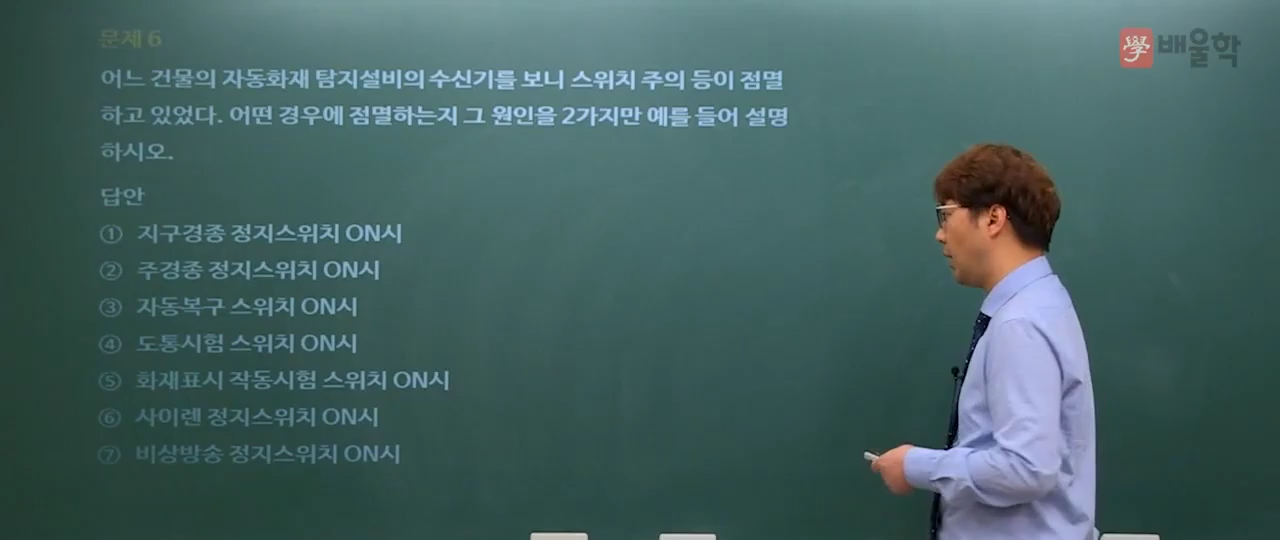 學 배울학
문제 6
어느 건물의 자동화재 탐지설비의 수신기를 보니 스위치 주의 등이 점멸
하고 있었다. 어떤 경우에 점멸하는지 그 원인을 2가지만 예를 들어 설명
하시오.
답안
① 지구경종 정지스위치 ON시
② 주경종 정지스위치 ON시
③ 자동복구 스위치 ON시
④ 도통시험 스위치 ON시
⑤ 화재표시 작동시험 스위치 ON시
⑥ 사이렌 정지스위치 ON시
⑦ 비상방송 정지스위치 ON시